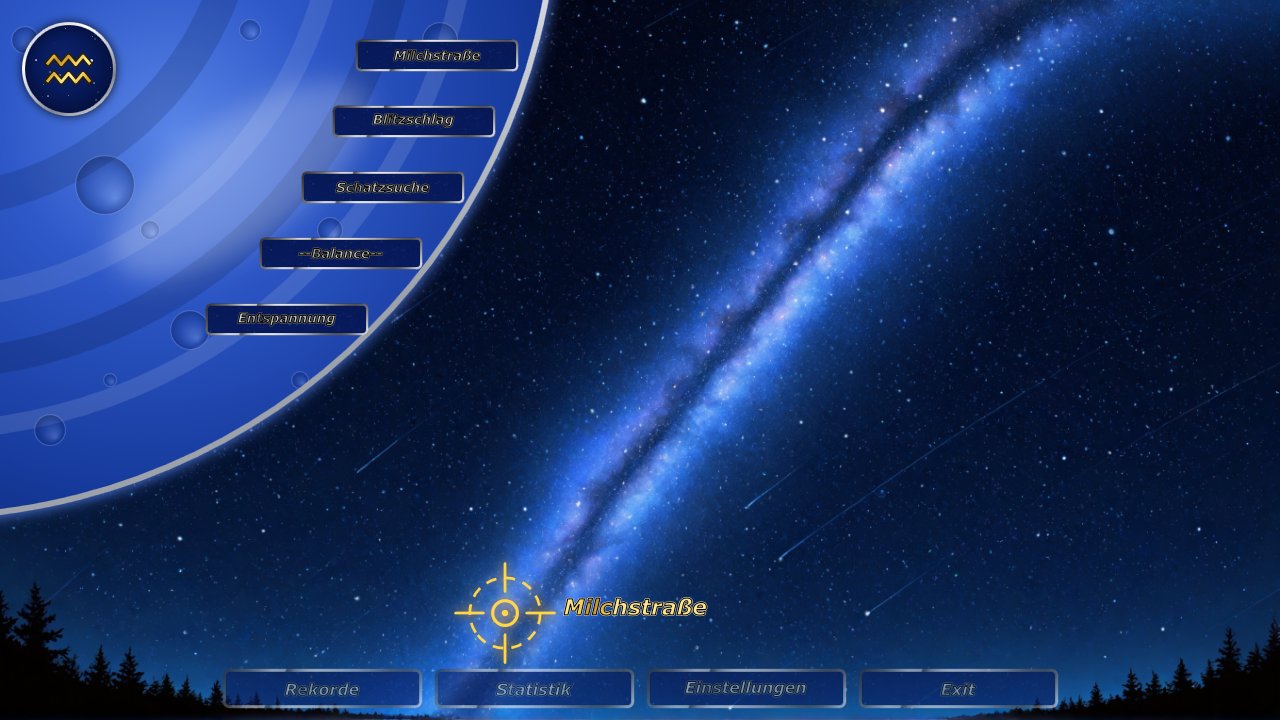 Milchstraße
Blitzschlag
Schatzsuche
--Balance--
Entspannung
Milchstraße
Rekorde
Statistik
Einstellungen
Exit